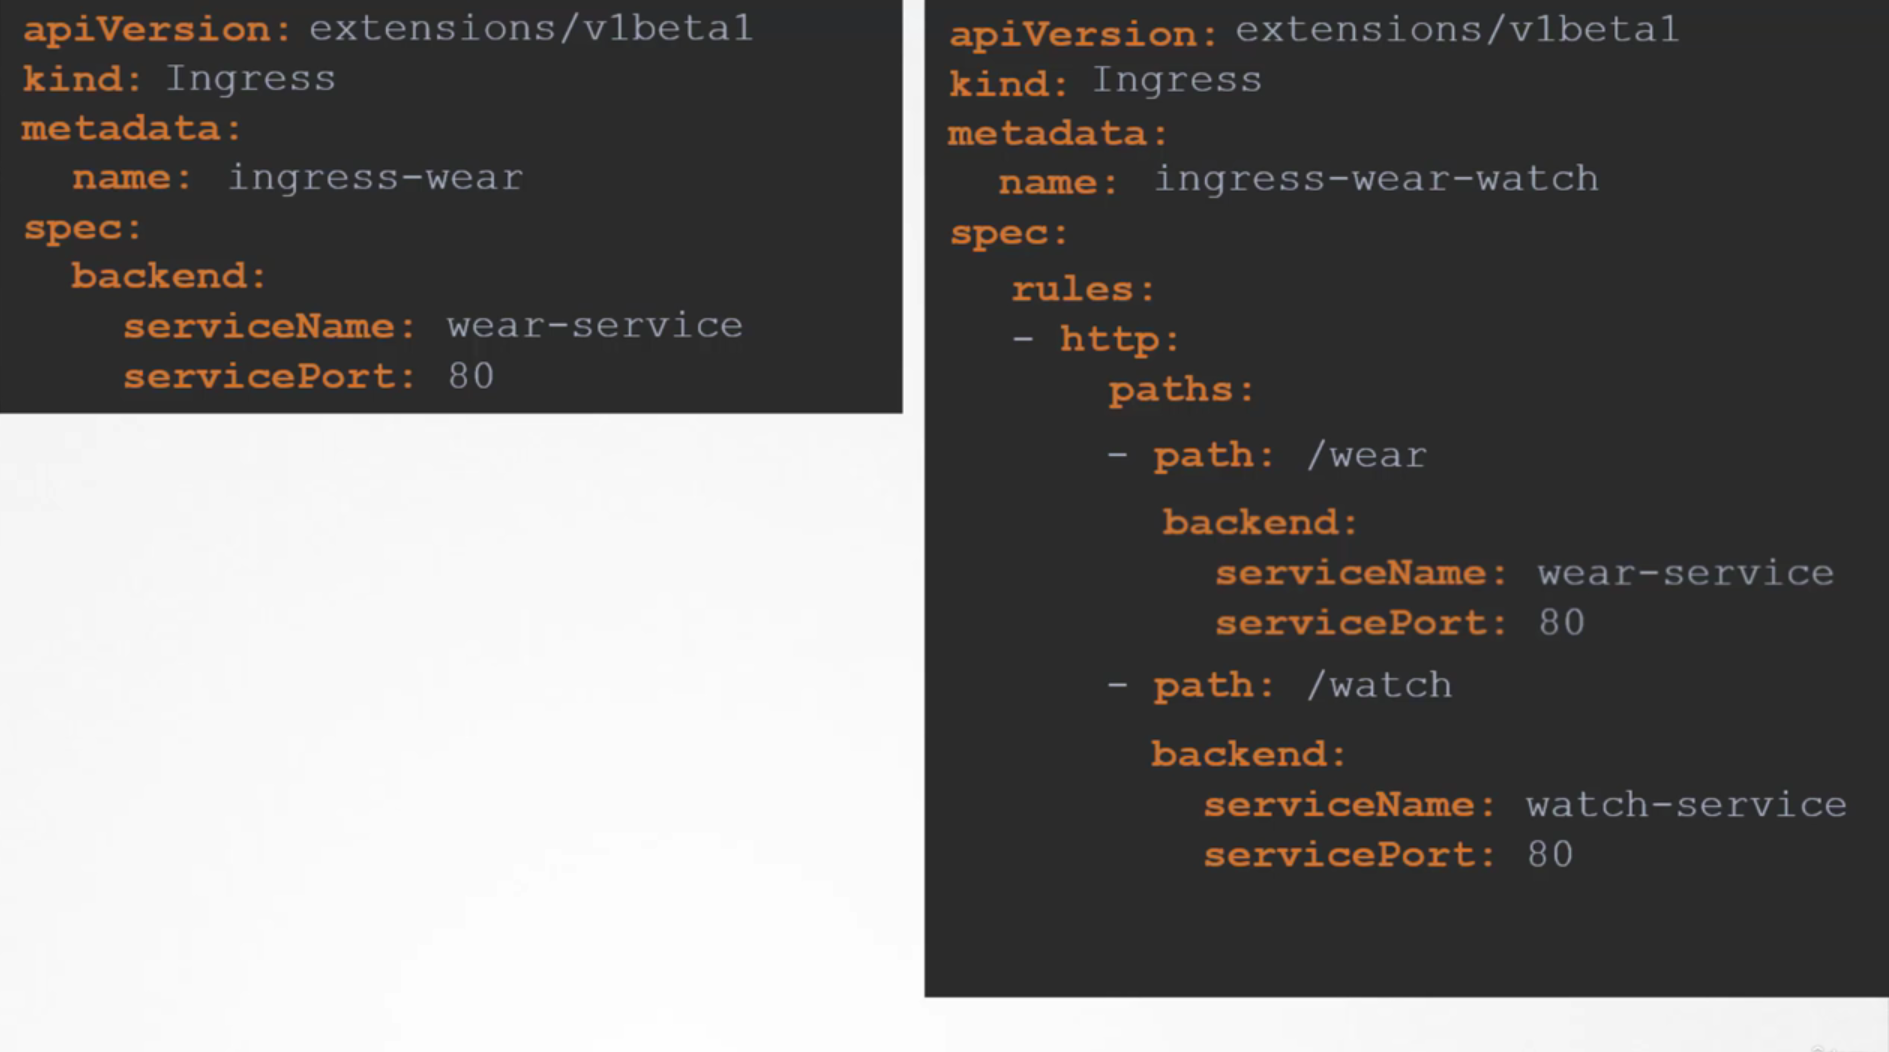 apiVersion: extensions/v1beta1
kind: Ingress
metadata:
  name: ingress-wear
spec:
  backend:
    serviceName: wear-service
    servicePort: 80
apiVersion: extensions/v1beta1
kind: Ingress
metadata:
  name: ingress-wear-watch
spec:
  rules:
  - http:
      paths:
      - path: /wear
        backend:
          serviceName: wear-service
          servicePort: 80
      - path: /watch
        backend:
          serviceName: watch-service
          servicePort: 80